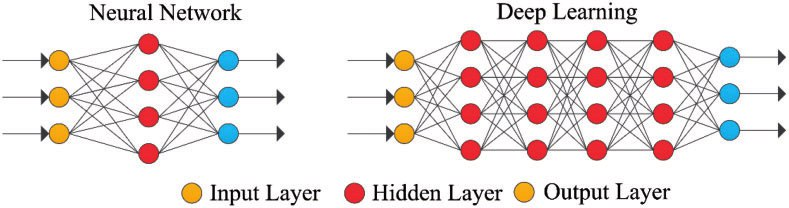 Neural Network
Deep Learning
Input Layer Hidden Layer Output Layer